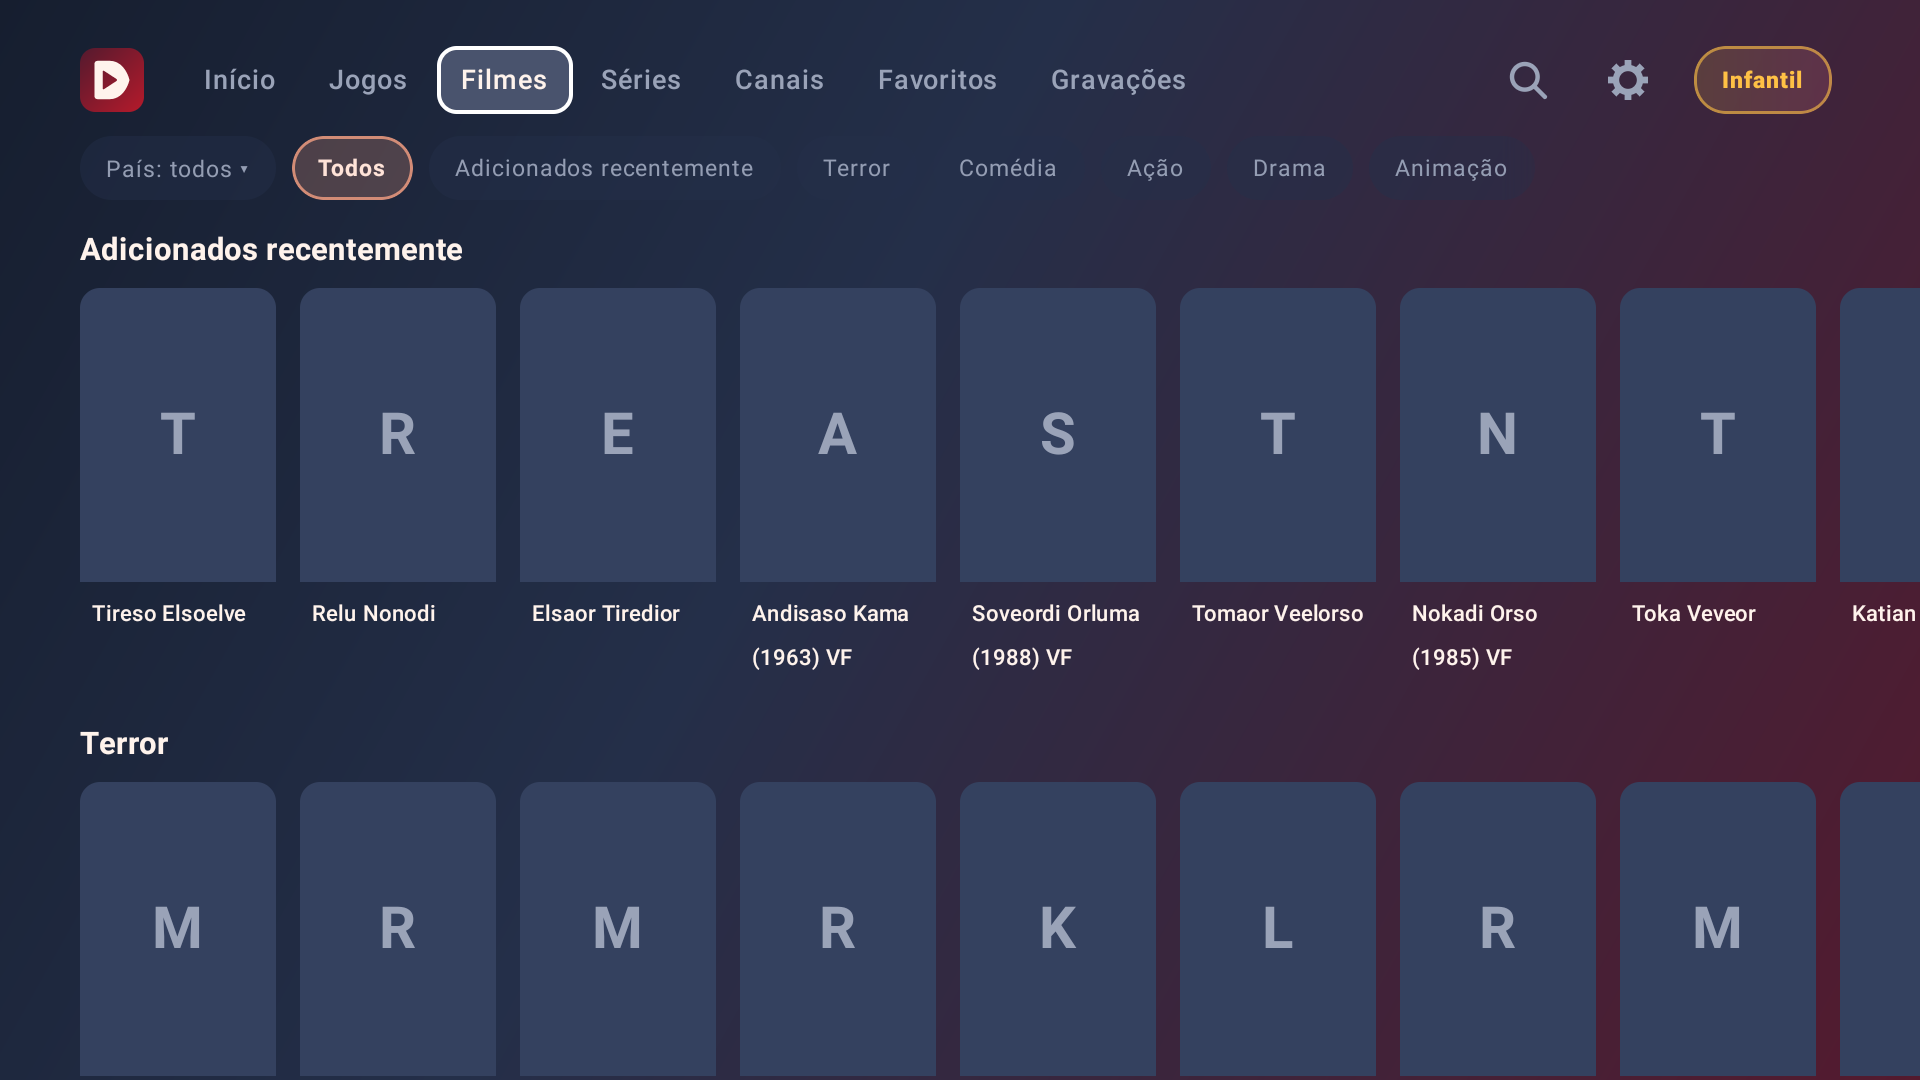 Início Jogos Filmes Séries Canais Favoritos Gravações Infantil
País: todos ▾ Todos Adicionados recentemente Terror Comédia Ação Drama Animação
Adicionados recentemente
T R E A S T N T
Tireso Elsoelve Relu Nonodi Elsaor Tiredior Andisaso Kama Soveordi Orluma Tomaor Veelorso Nokadi Orso Toka Veveor Katian
(1963) VF (1988) VF (1985) VF
Terror
M R M R K L R M